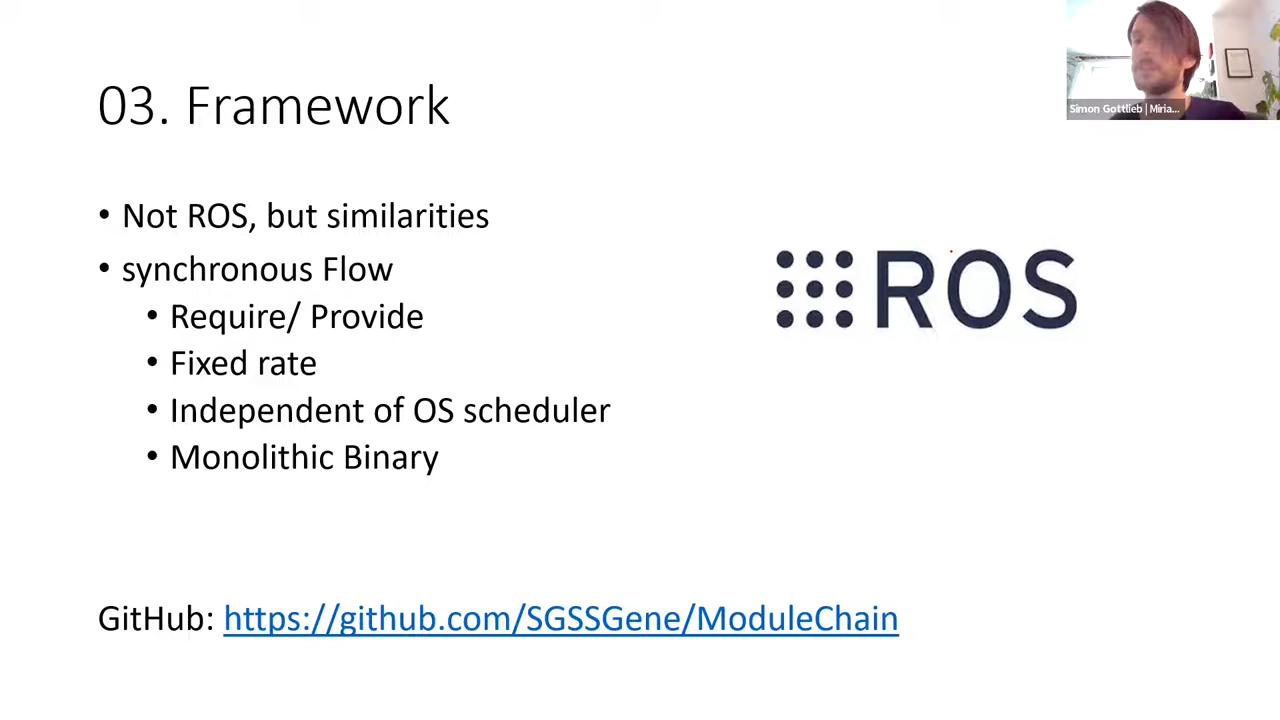 03. Framework
• Not ROS, but similarities
• synchronous Flow
• Require/ Provide
• Fixed rate
• Independent of OS scheduler
• Monolithic Binary
ROS
GitHub: https://github.com/SGSSGene/ModuleChain
Simon Gottlieb | Miria...